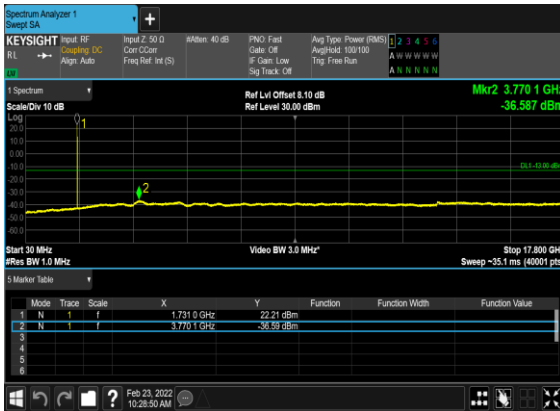 Spectrum Analyzer 1
Swept SA
KEYSIGHT
RL
Input: RF
Coupling: DC
Align: Auto
Input Z: 50 Ω
Corr CCorr
Freq Ref: Int (S)
#Atten: 40 dB
PNO: Fast
Gate: Off
IF Gain: Low
Sig Track: Off
Avg Type: Power (RMS)
Avg|Hold: 100/100
Trig: Free Run
1 2 3 4 5 6
A W W W W W
A N N N N N
1 Spectrum
Scale/Div 10 dB
Ref Lvl Offset 8.10 dB
Ref Level 30.00 dBm
Mkr2 3.770 1 GHz
-36.587 dBm
Log
20.0
10.0
0.00
-10.0
-20.0
-30.0
-40.0
-50.0
-60.0
1
2
DL1 -13.00 dBm
Start 30 MHz
#Res BW 1.0 MHz
Video BW 3.0 MHz*
Stop 17.800 GHz
Sweep ~35.1 ms (40001 pts)
5 Marker Table
Mode Trace Scale X Y Function Function Width Function Value
1 N 1 f 1.731 0 GHz 22.21 dBm
2 N 1 f 3.770 1 GHz -36.59 dBm
3
4
5
6
?
Feb 23, 2022
10:28:50 AM